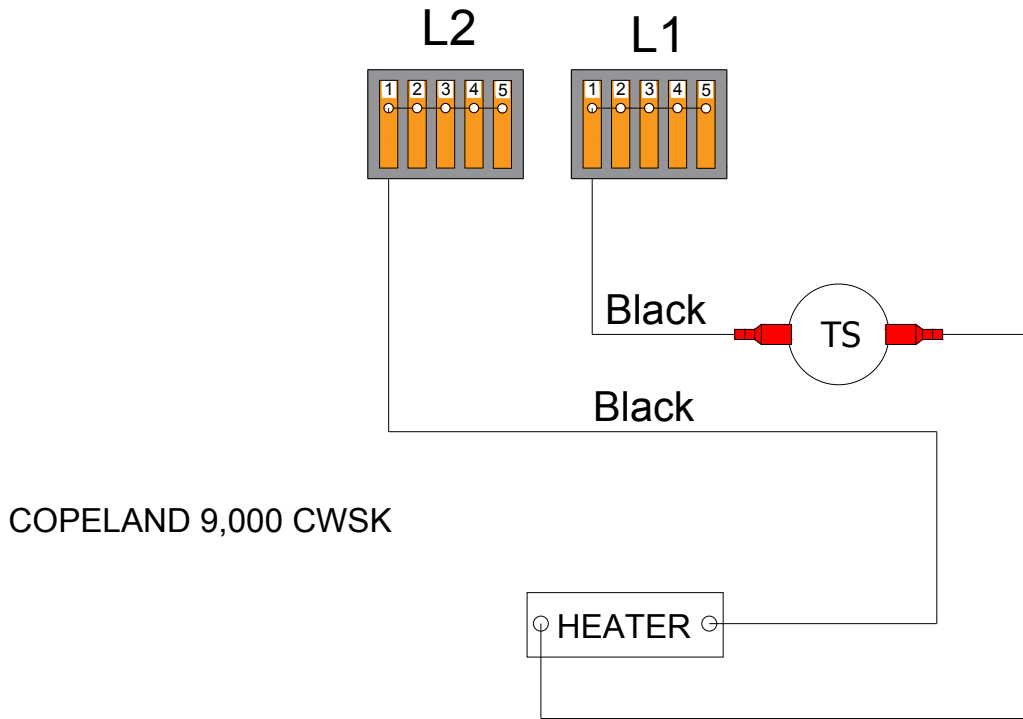 L2 L1
1 2 3 4 5 1 2 3 4 5
Black
TS
Black
COPELAND 9,000 CWSK
HEATER